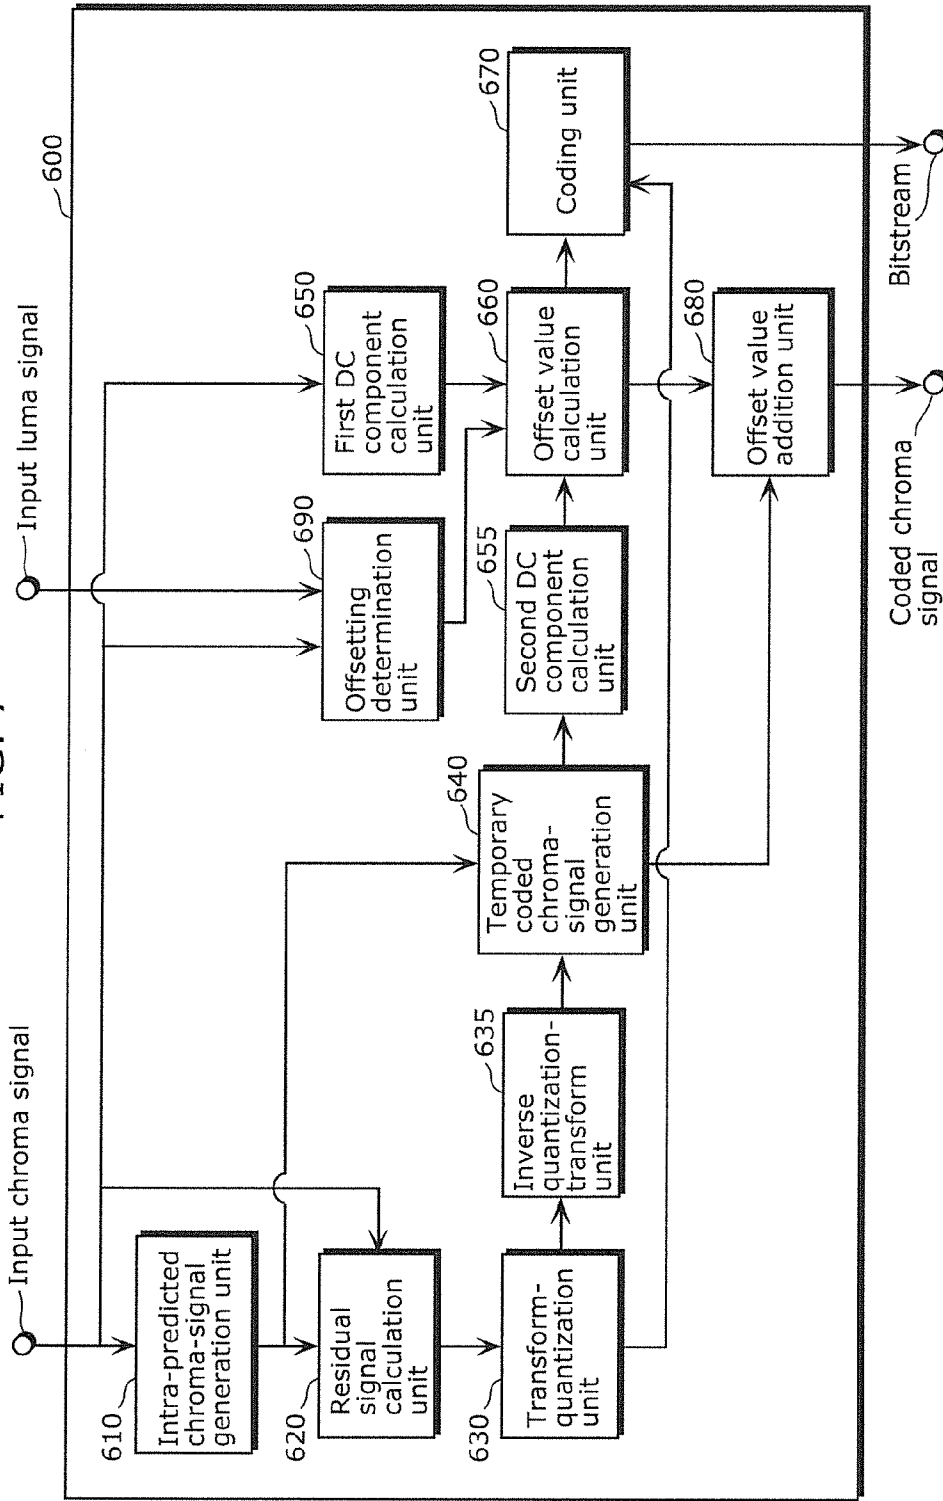 Input chroma signal
Input luma signal
600
610
Intra-predicted
chroma-signal
generation unit
620
Residual
signal
calculation
unit
630
Transform-
quantization
unit
635
Inverse
quantization-
transform
unit
640
Temporary
coded
chroma-
signal
generation
unit
690
Offsetting
determination
unit
650
First DC
component
calculation
unit
655
Second DC
component
calculation
unit
660
Offset value
calculation
unit
670
Coding unit
680
Offset value
addition unit
Coded chroma
signal
Bitstream